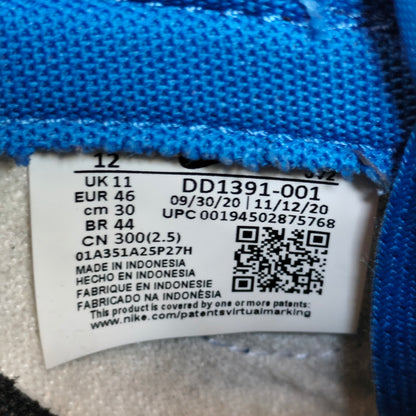 12
UK 11
EUR 46
cm 30
BR 44
CN 300(2.5)
01A351A25P27H
DD1391-001
09/30/20 | 11/12/20
UPC 00194502875768
MADE IN INDONESIA
HECHO EN INDONESIA
FABRIQUE EN INDONESIE
FABRICADO NA INDONÈSIA
This product is covered by one or more patents:
www.nike.com/patentsvirtualmarking